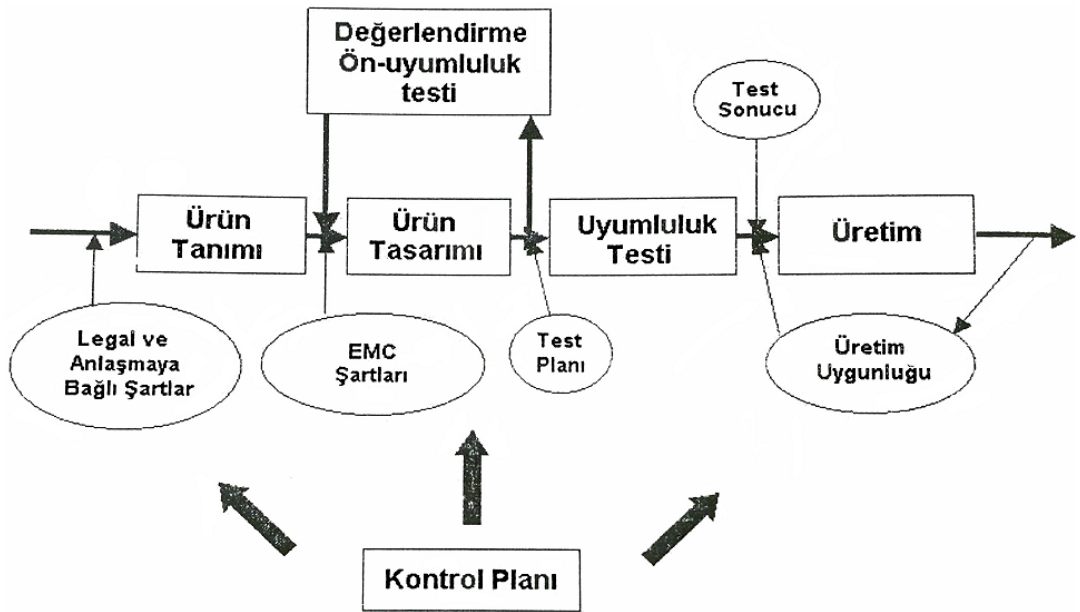 Değerlendirme
Ön-uyumluluk
testi
Test
Sonucu
Ürün
Tanımı
Ürün
Tasarımı
Uyumluluk
Testi
Üretim
Legal ve
Anlaşmaya
Bağlı Şartlar
EMC
Şartları
Test
Planı
Üretim
Uygunluğu
Kontrol Planı